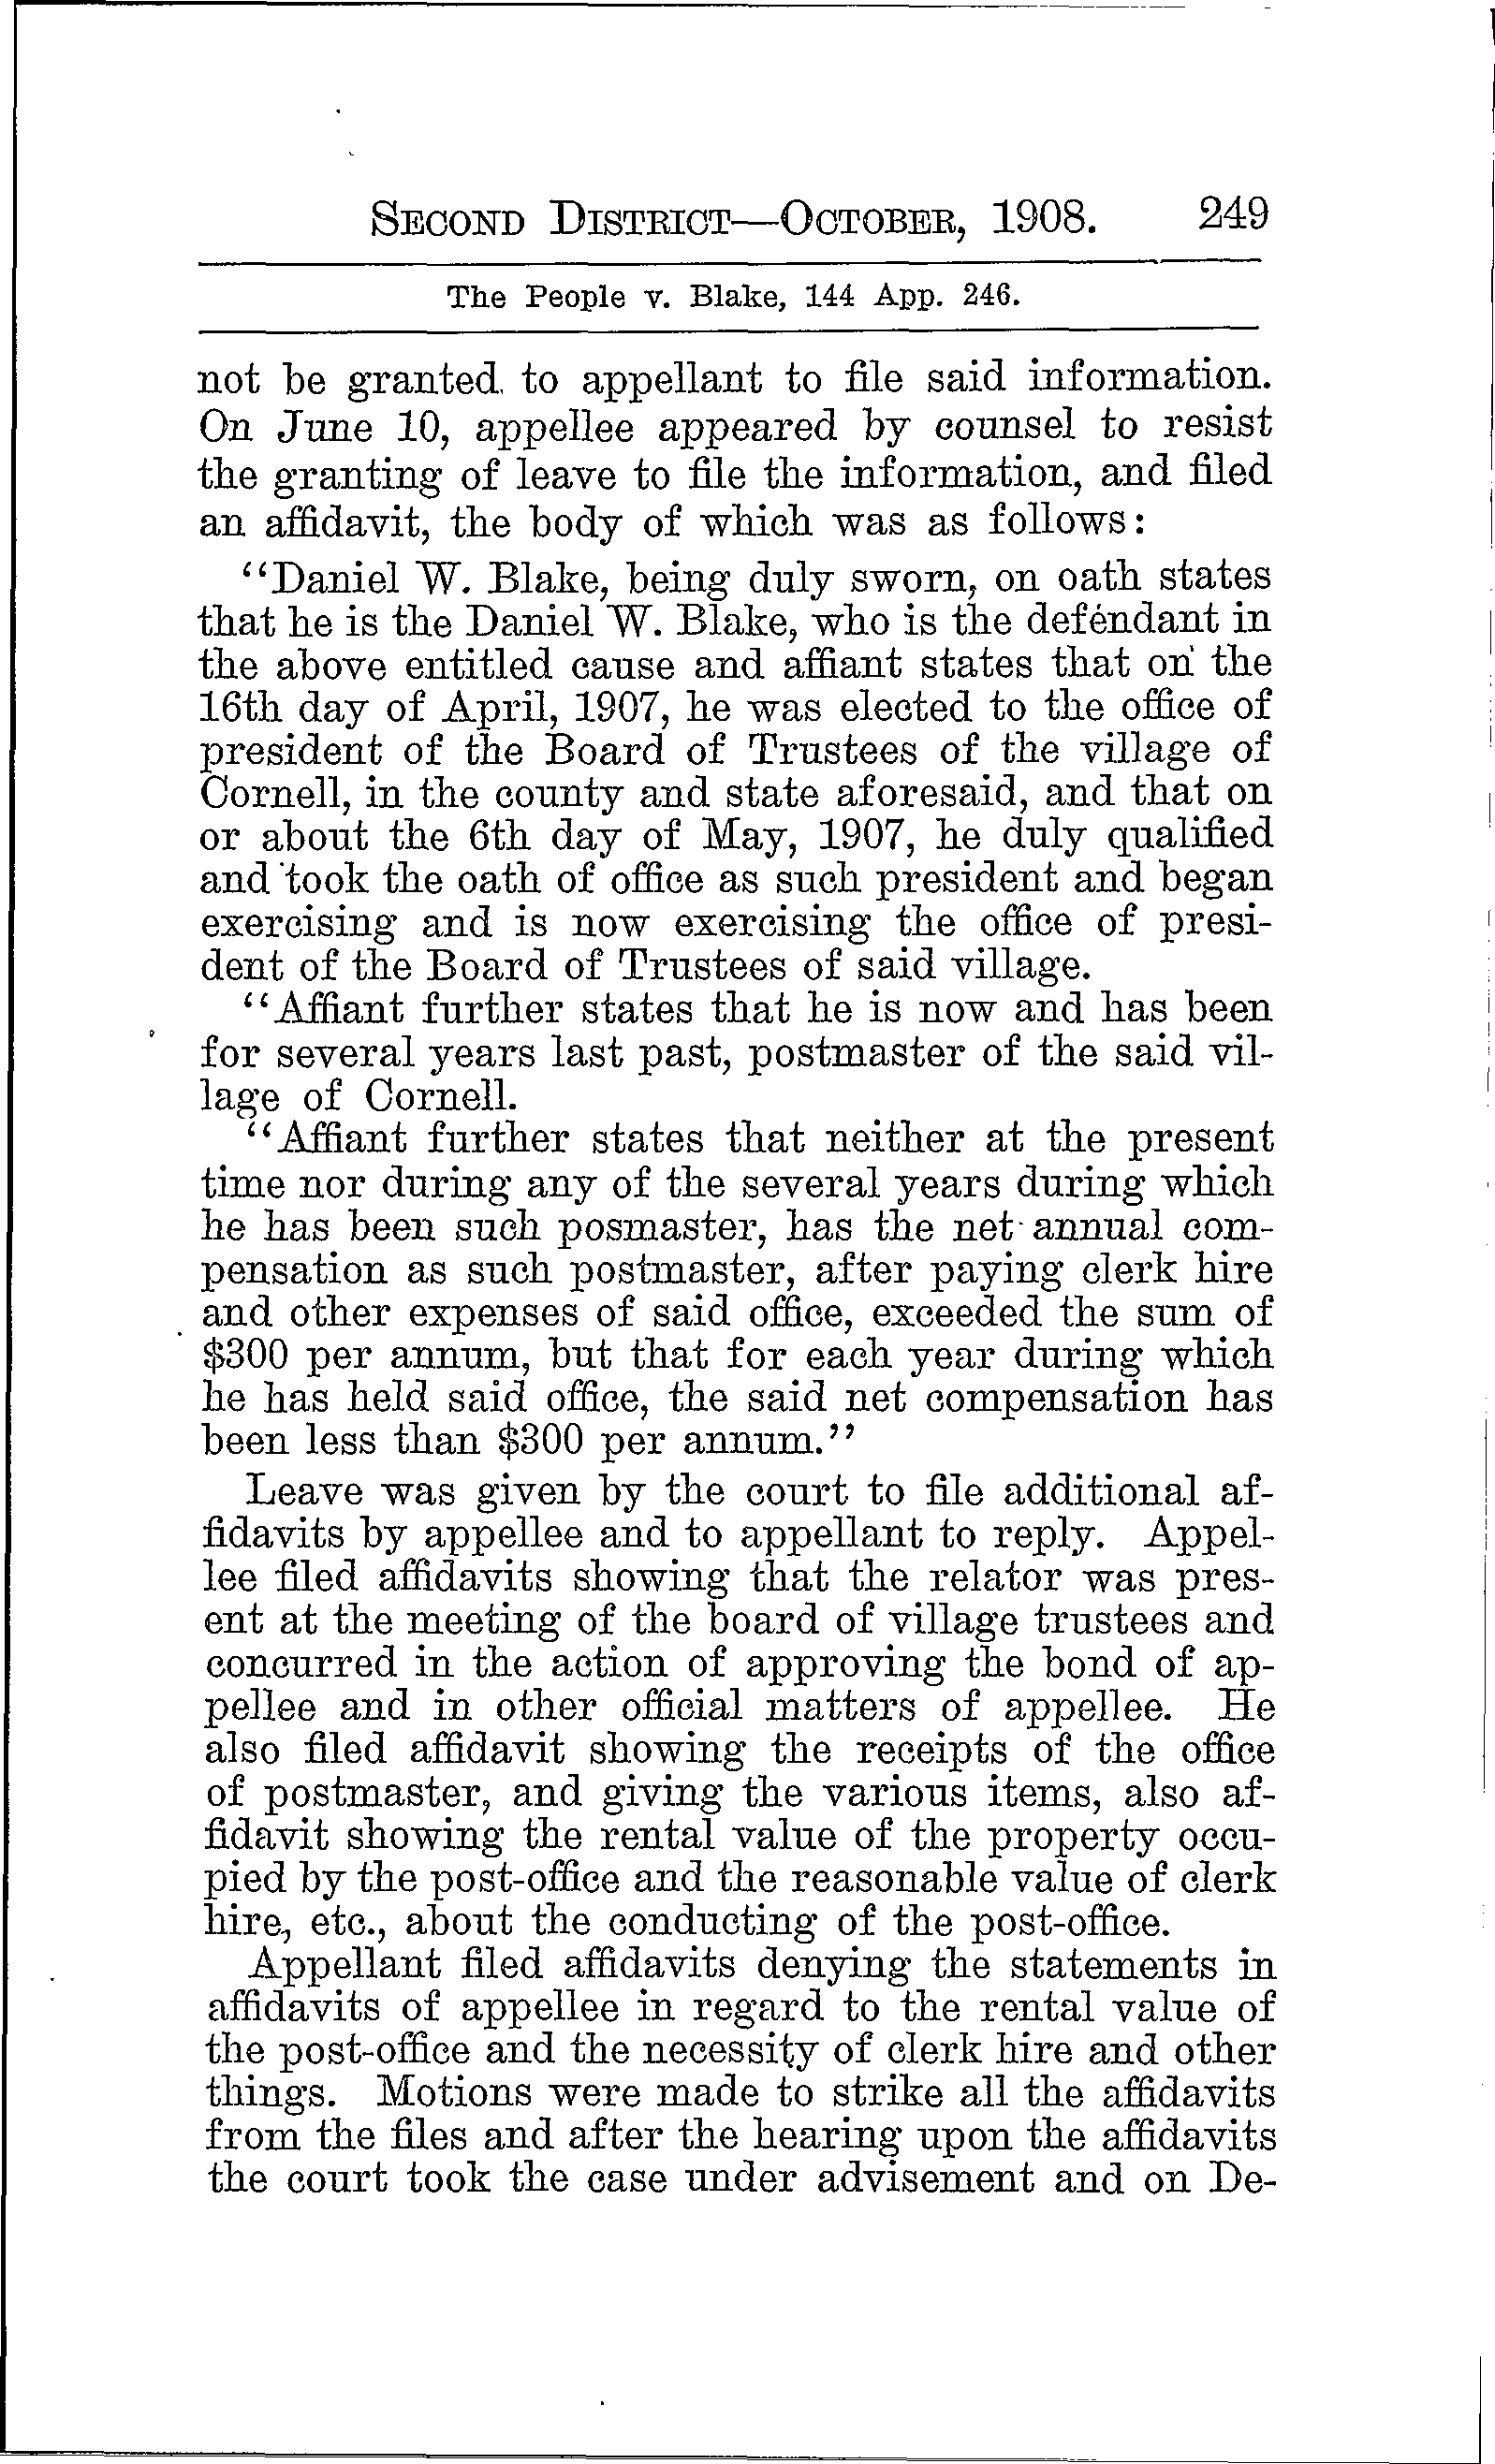 SECOND DISTRICT—OCTOBER, 1908. 249
The People v. Blake, 144 App. 246.
not be granted to appellant to file said information.
On June 10, appellee appeared by counsel to resist
the granting of leave to file the information, and filed
an affidavit, the body of which was as follows:
"Daniel W. Blake, being duly sworn, on oath states
that he is the Daniel W. Blake, who is the defendant in
the above entitled cause and affiant states that on the
16th day of April, 1907, he was elected to the office of
president of the Board of Trustees of the village of
Cornell, in the county and state aforesaid, and that on
or about the 6th day of May, 1907, he duly qualified
and took the oath of office as such president and began
exercising and is now exercising the office of presi-
dent of the Board of Trustees of said village.
"Affiant further states that he is now and has been
for several years last past, postmaster of the said vil-
lage of Cornell.
"Affiant further states that neither at the present
time nor during any of the several years during which
he has been such posmaster, has the net annual com-
pensation as such postmaster, after paying clerk hire
and other expenses of said office, exceeded the sum of
$300 per annum, but that for each year during which
he has held said office, the said net compensation has
been less than $300 per annum."
Leave was given by the court to file additional af-
fidavits by appellee and to appellant to reply. Appel-
lee filed affidavits showing that the relator was pres-
ent at the meeting of the board of village trustees and
concurred in the action of approving the bond of ap-
pellee and in other official matters of appellee. He
also filed affidavit showing the receipts of the office
of postmaster, and giving the various items, also af-
fidavit showing the rental value of the property occu-
pied by the post-office and the reasonable value of clerk
hire, etc., about the conducting of the post-office.
Appellant filed affidavits denying the statements in
affidavits of appellee in regard to the rental value of
the post-office and the necessity of clerk hire and other
things. Motions were made to strike all the affidavits
from the files and after the hearing upon the affidavits
the court took the case under advisement and on De-